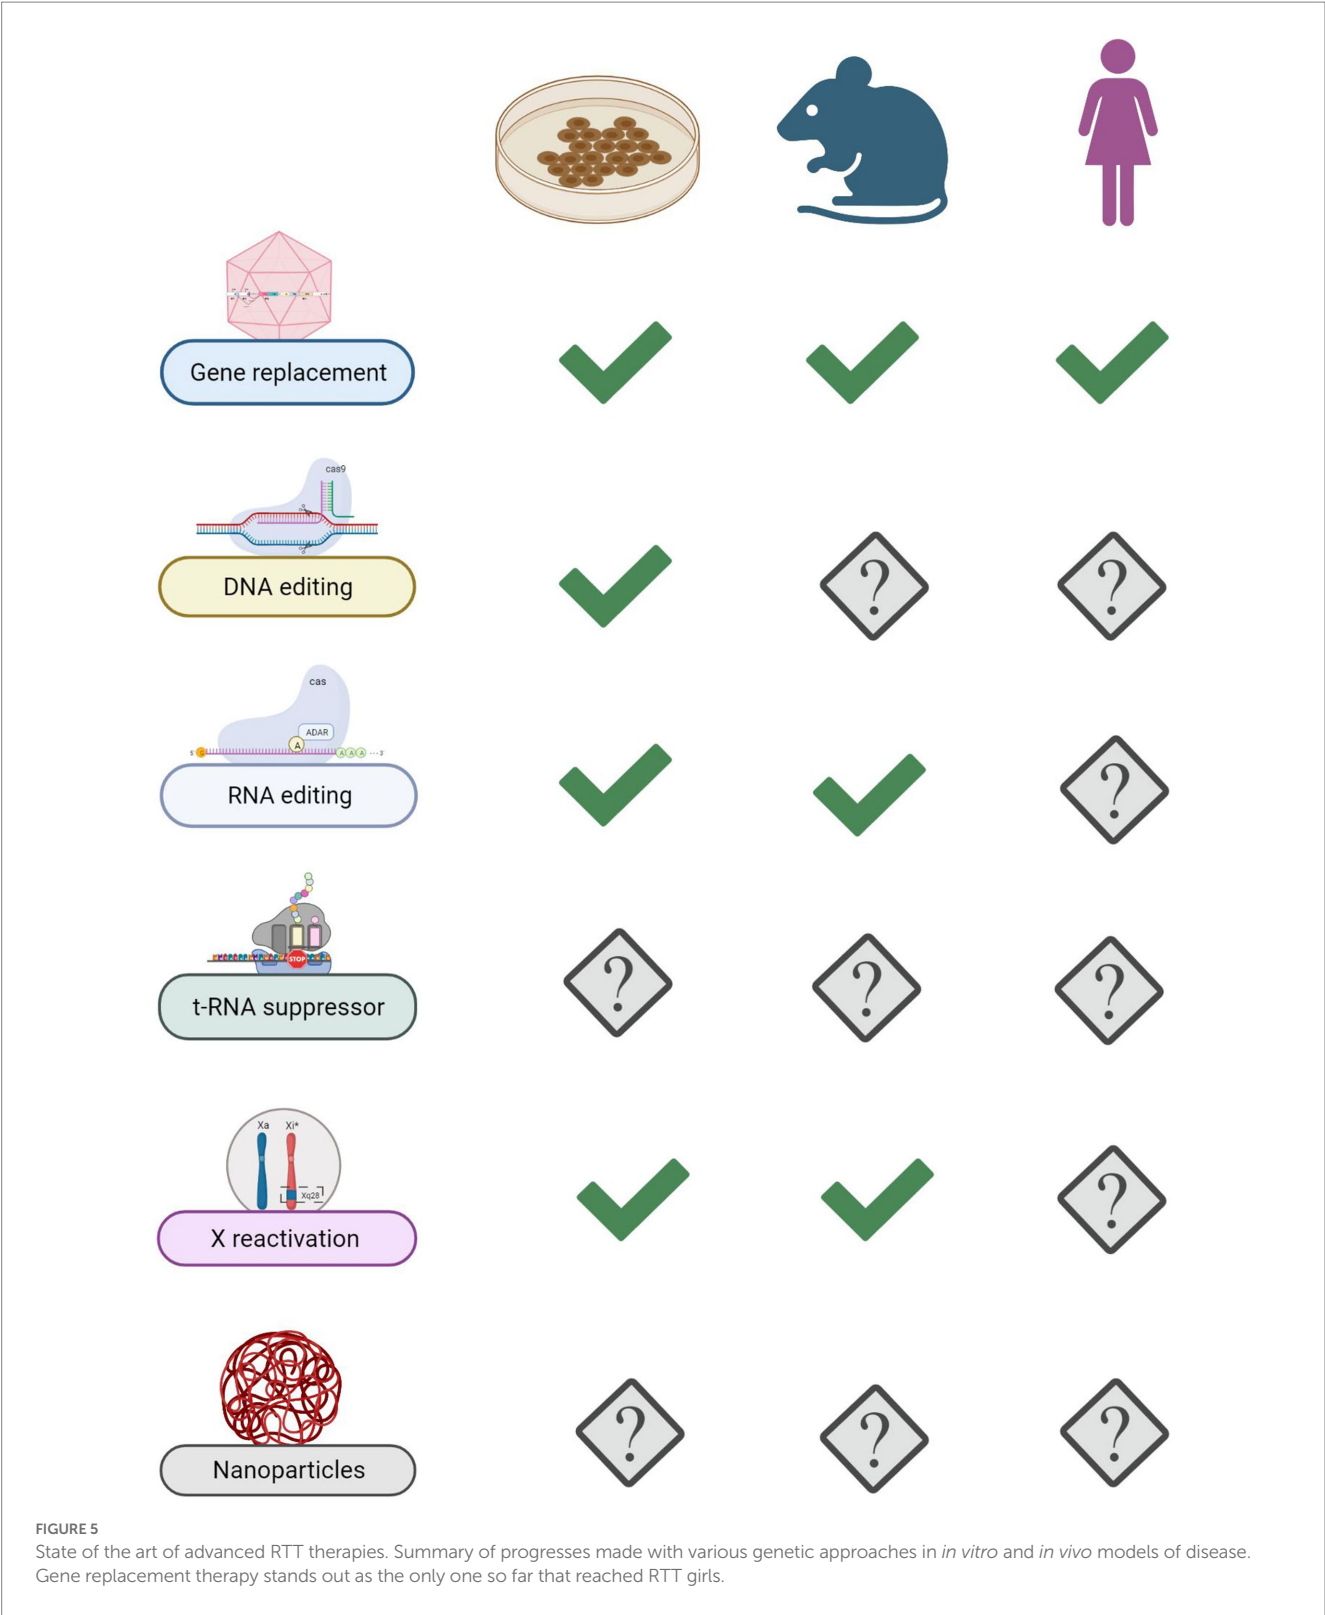 Gene replacement
cas9
DNA editing
cas
ADAR
A
5'
G
A A A
3'
RNA editing
STOP
t-RNA suppressor
Xa Xi*
Xq28
X reactivation
Nanoparticles
? ?
?
? ? ?
?
? ? ?
FIGURE 5
State of the art of advanced RTT therapies. Summary of progresses made with various genetic approaches in in vitro and in vivo models of disease.
Gene replacement therapy stands out as the only one so far that reached RTT girls.